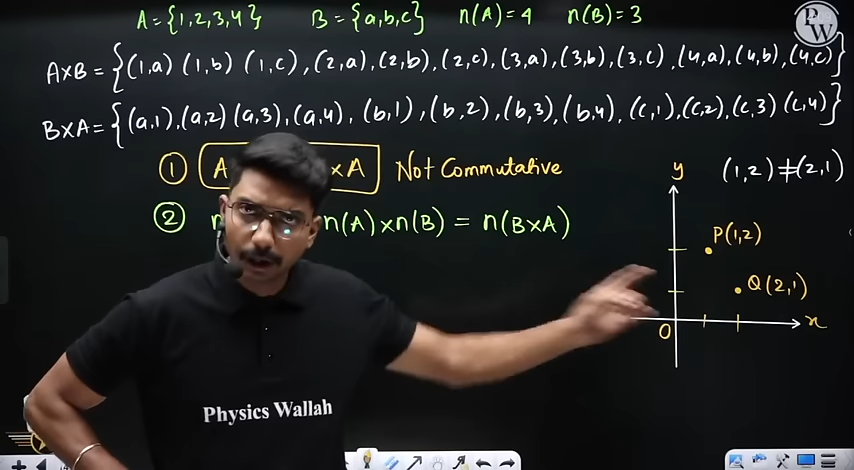 A = {1,2,3,4} B = {a,b,c} n(A) = 4 n(B) = 3
A×B = {(1,a) (1,b) (1,c), (2,a), (2,b), (2,c), (3,a), (3,b), (3,c), (4,a), (4,b), (4,c)}
B×A = {(a,1), (a,2) (a,3), (a,4), (b,1), (b,2), (b,3), (b,4), (c,1), (c,2), (c,3) (c,4)}
① A ×A Not Commutative
② n n(A)×n(B) = n(B×A)
(1,2) ≠ (2,1)
y
P(1,2)
Q(2,1)
O x
Physics Wallah